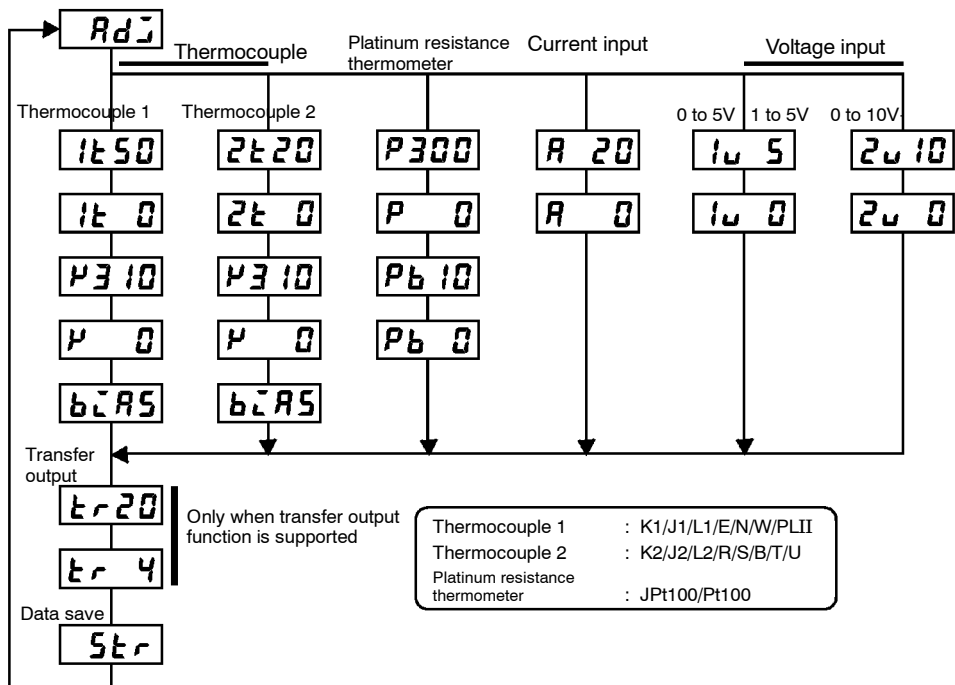 AdJ
Thermocouple
Platinum resistance
thermometer
Current input
Voltage input
Thermocouple 1
Thermocouple 2
0 to 5V
1 to 5V
0 to 10V
1t50
2t20
P300
A 20
1u 5
2u10
1t 0
2t 0
P 0
A 0
1u 0
2u 0
310
310
Pb10
0
0
Pb 0
biAS
biAS
Transfer
output
tr20
Only when transfer output
function is supported
tr 4
Thermocouple 1 : K1/J1/L1/E/N/W/PLII
Thermocouple 2 : K2/J2/L2/R/S/B/T/U
Platinum resistance
thermometer : JPt100/Pt100
Data save
Str